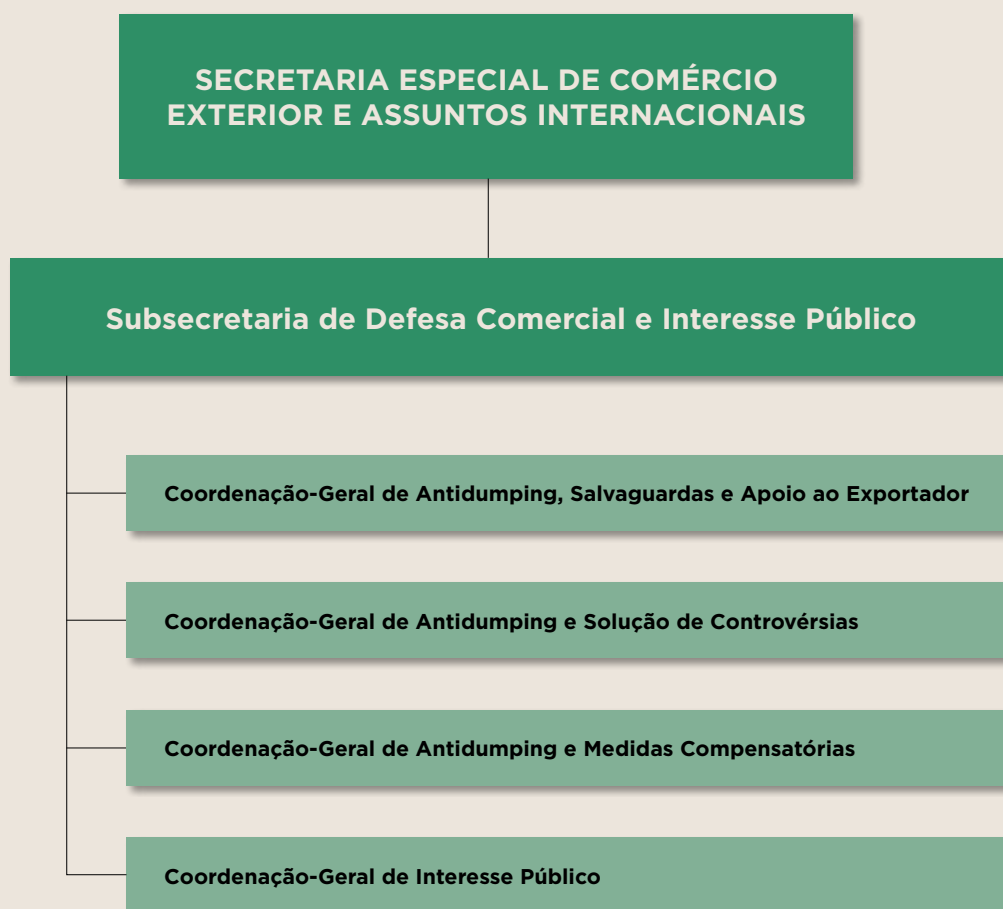 SECRETARIA ESPECIAL DE COMÉRCIO
EXTERIOR E ASSUNTOS INTERNACIONAIS
Subsecretaria de Defesa Comercial e Interesse Público
Coordenação-Geral de Antidumping, Salvaguardas e Apoio ao Exportador
Coordenação-Geral de Antidumping e Solução de Controvérsias
Coordenação-Geral de Antidumping e Medidas Compensatórias
Coordenação-Geral de Interesse Público